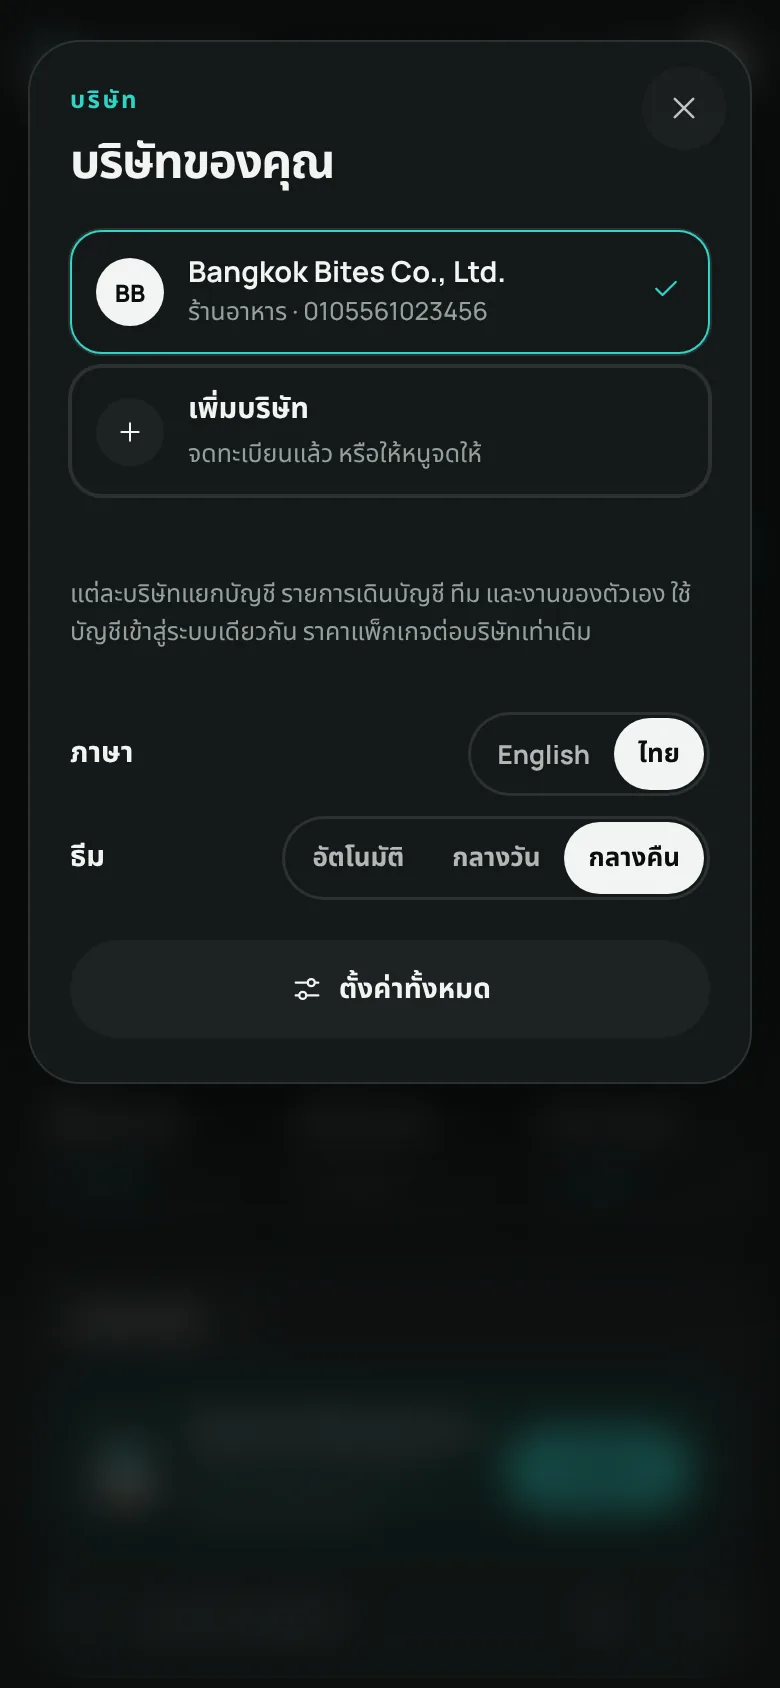 บริษัท
บริษัทของคุณ
BB
Bangkok Bites Co., Ltd.
ร้านอาหาร · 0105561023456
เพิ่มบริษัท
จดทะเบียนแล้ว หรือให้หนูจดให้
แต่ละบริษัทแยกบัญชี รายการเดินบัญชี ทีม และงานของตัวเอง ใช้
บัญชีเข้าสู่ระบบเดียวกัน ราคาแพ็กเกจต่อบริษัทเท่าเดิม
ภาษา
English
ไทย
ธีม
อัตโนมัติ
กลางวัน
กลางคืน
ตั้งค่าทั้งหมด